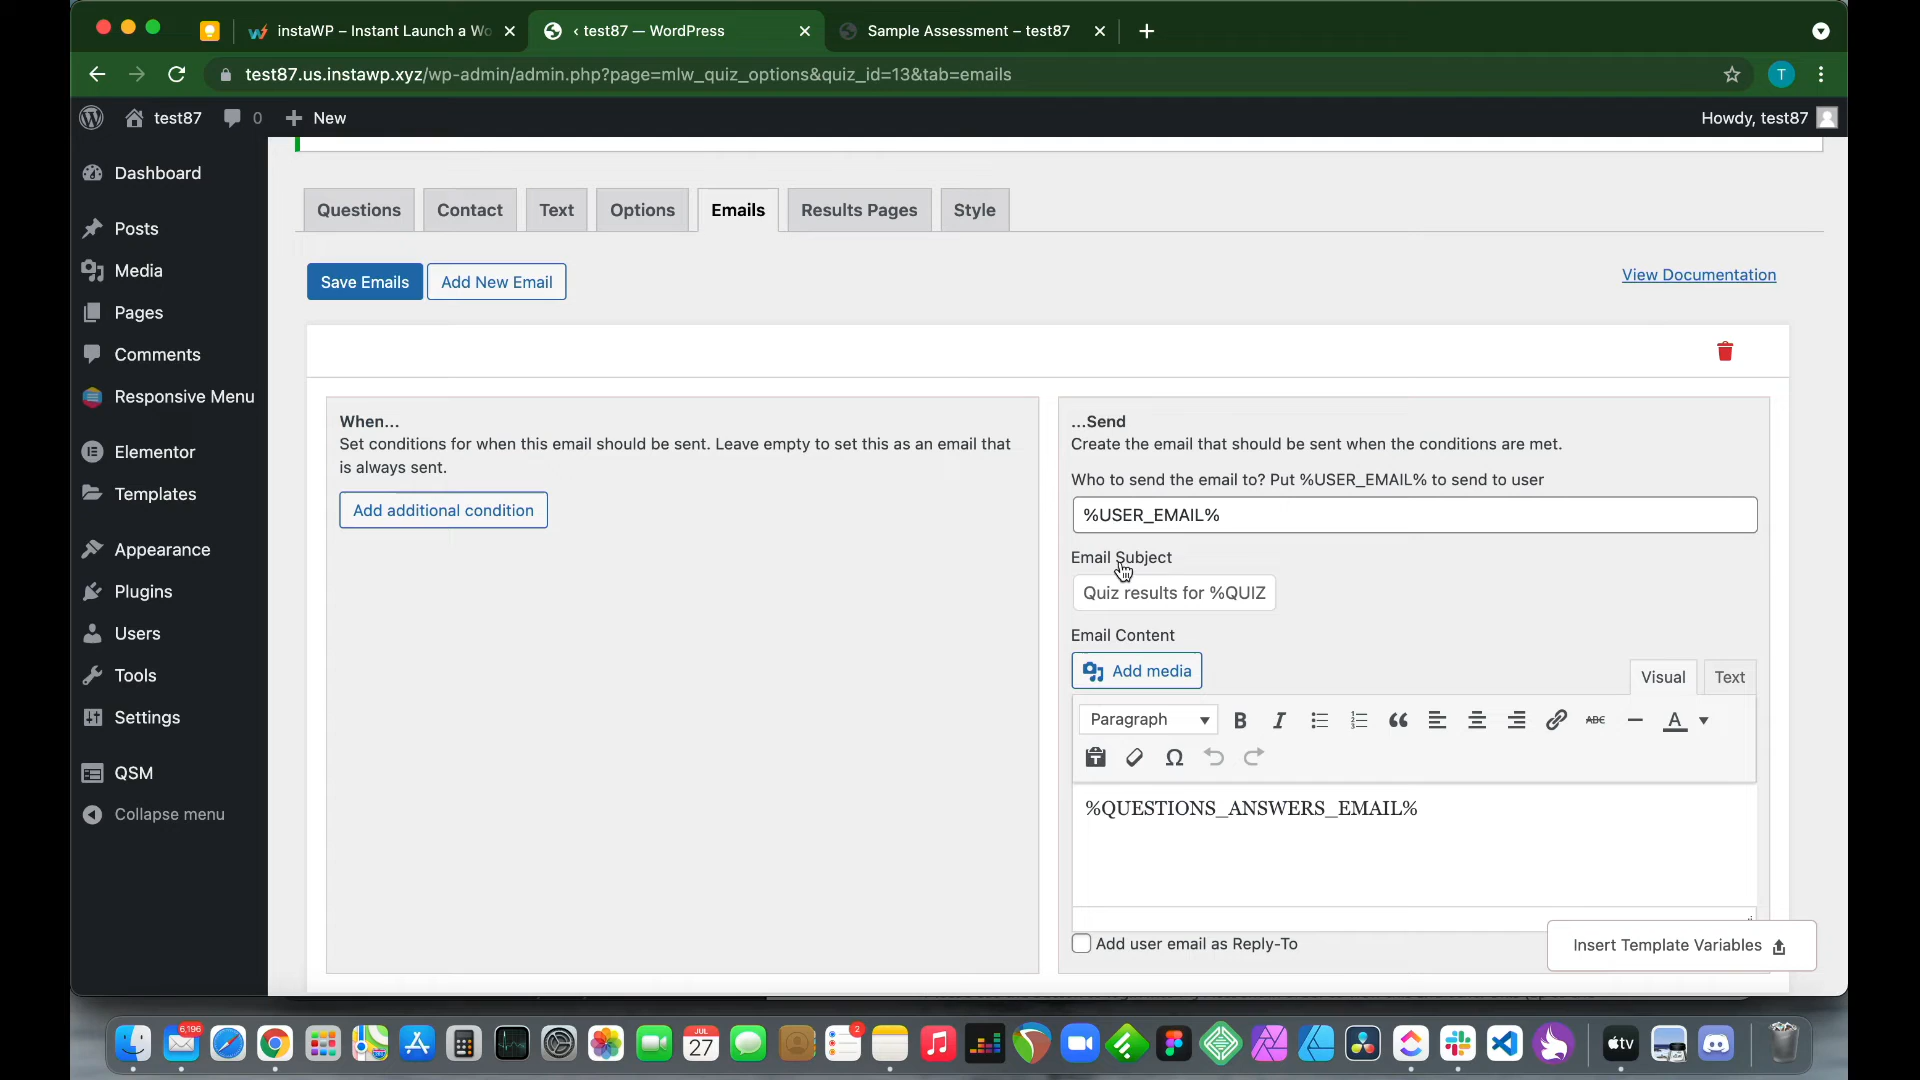 instaWP – Instant Launch a Wo
‹ test87 — WordPress
Sample Assessment – test87
test87.us.instawp.xyz/wp-admin/admin.php?page=mlw_quiz_options&quiz_id=13&tab=emails
T
test87
0
New
Howdy, test87
Dashboard
Posts
Media
Pages
Comments
Responsive Menu
Elementor
Templates
Appearance
Plugins
Users
Tools
Settings
QSM
Collapse menu
Questions
Contact
Text
Options
Emails
Results Pages
Style
Save Emails
Add New Email
View Documentation
When...
Set conditions for when this email should be sent. Leave empty to set this as an email that
is always sent.
Add additional condition
...Send
Create the email that should be sent when the conditions are met.
Who to send the email to? Put %USER_EMAIL% to send to user
%USER_EMAIL%
Email Subject
Quiz results for %QUIZ
Email Content
Add media
Visual
Text
Paragraph
B
I
ABC
A
T
Ω
%QUESTIONS_ANSWERS_EMAIL%
Add user email as Reply-To
Insert Template Variables
6,196
JUL
27
2
tv